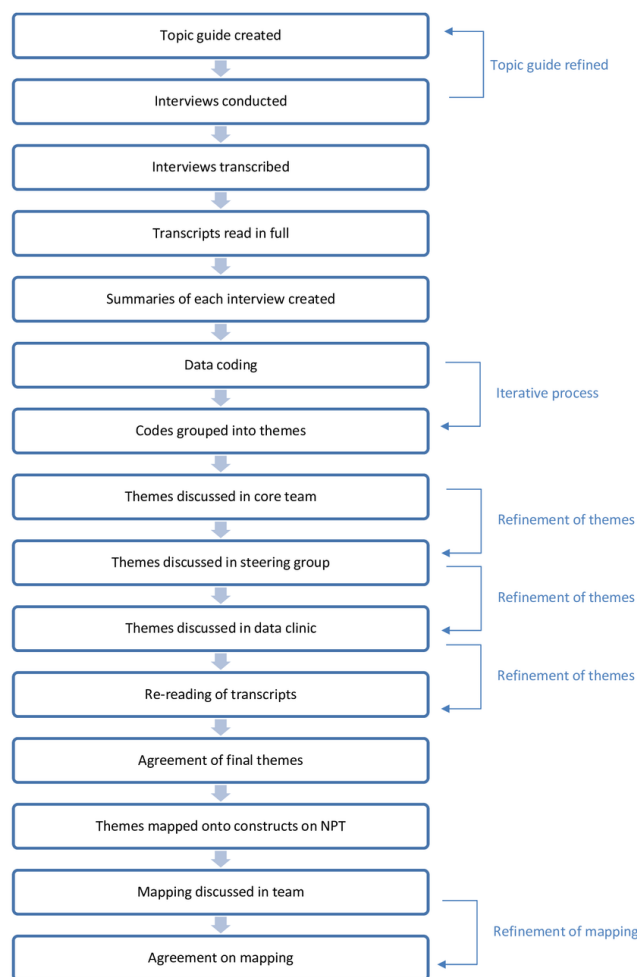 Topic guide created
Topic guide refined
Interviews conducted
Interviews transcribed
Transcripts read in full
Summaries of each interview created
Data coding
Iterative process
Codes grouped into themes
Themes discussed in core team
Refinement of themes
Themes discussed in steering group
Refinement of themes
Themes discussed in data clinic
Refinement of themes
Re-reading of transcripts
Agreement of final themes
Themes mapped onto constructs on NPT
Mapping discussed in team
Refinement of mapping
Agreement on mapping